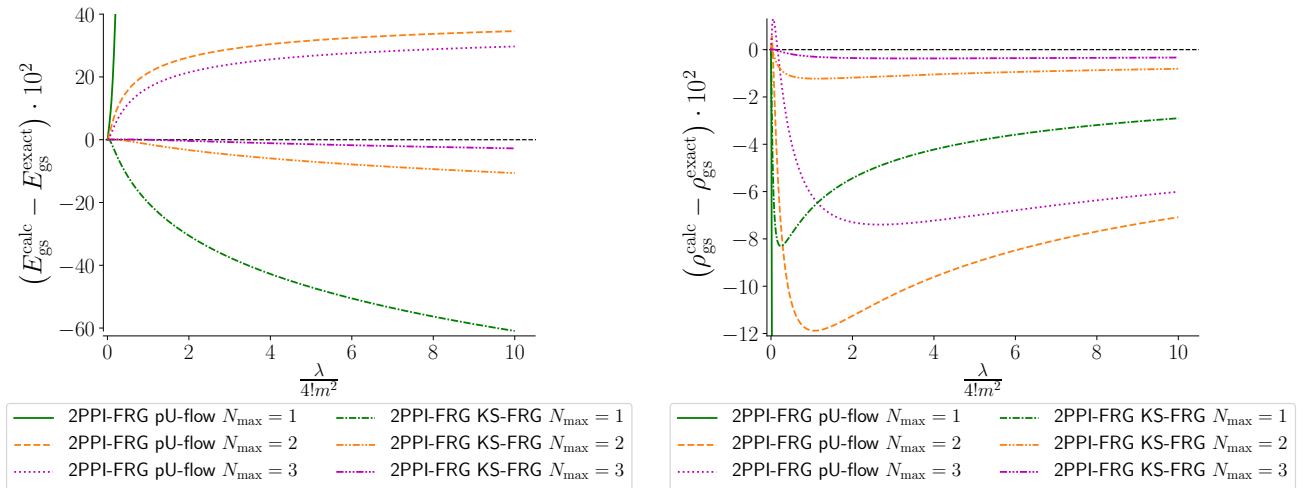 40
20
0
−20
−40
−60
(E_gs^calc − E_gs^exact) · 10^2
0 2 4 6 8 10
λ / 4!m^2
2PPI-FRG pU-flow N_max = 1
2PPI-FRG pU-flow N_max = 2
2PPI-FRG pU-flow N_max = 3
2PPI-FRG KS-FRG N_max = 1
2PPI-FRG KS-FRG N_max = 2
2PPI-FRG KS-FRG N_max = 3
0
−2
−4
−6
−8
−10
−12
(ρ_gs^calc − ρ_gs^exact) · 10^2
0 2 4 6 8 10
λ / 4!m^2
2PPI-FRG pU-flow N_max = 1
2PPI-FRG pU-flow N_max = 2
2PPI-FRG pU-flow N_max = 3
2PPI-FRG KS-FRG N_max = 1
2PPI-FRG KS-FRG N_max = 2
2PPI-FRG KS-FRG N_max = 3